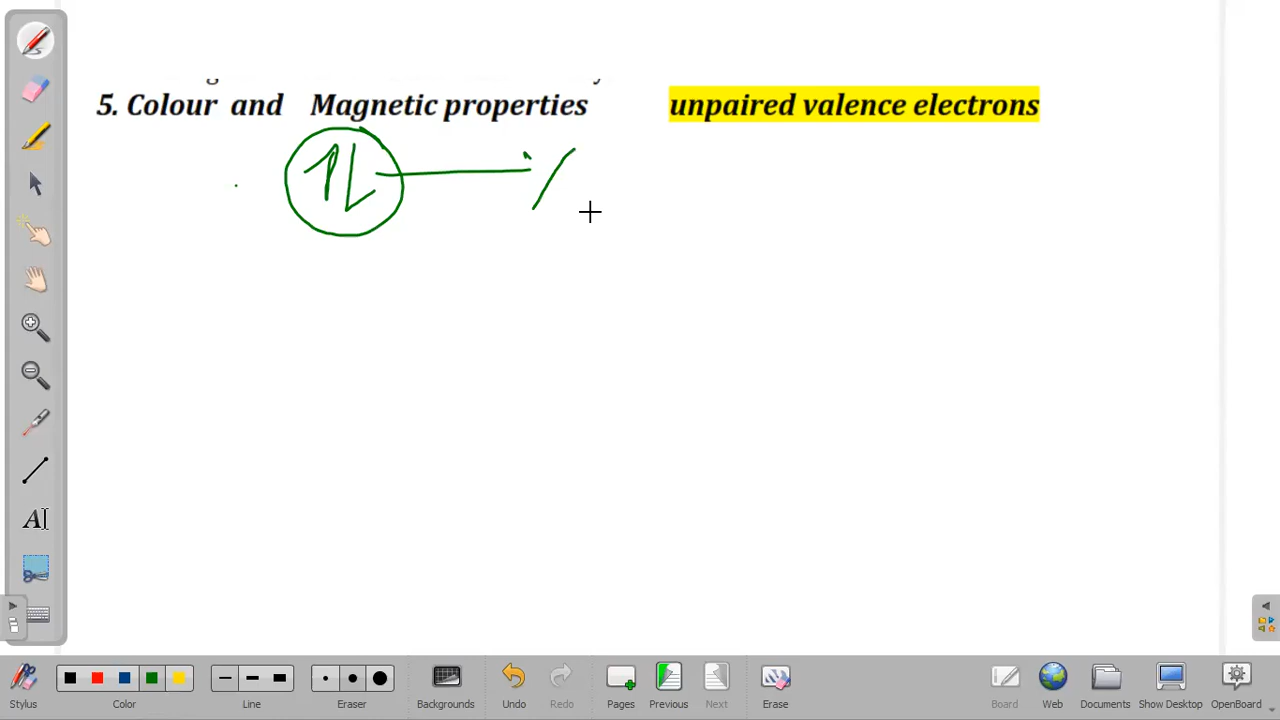 5. Colour and Magnetic properties unpaired valence electrons
Stylus
Color
Line
Eraser
Backgrounds
Undo
Redo
Pages
Previous
Next
Erase
Board
Web
Documents
Show Desktop
OpenBoard